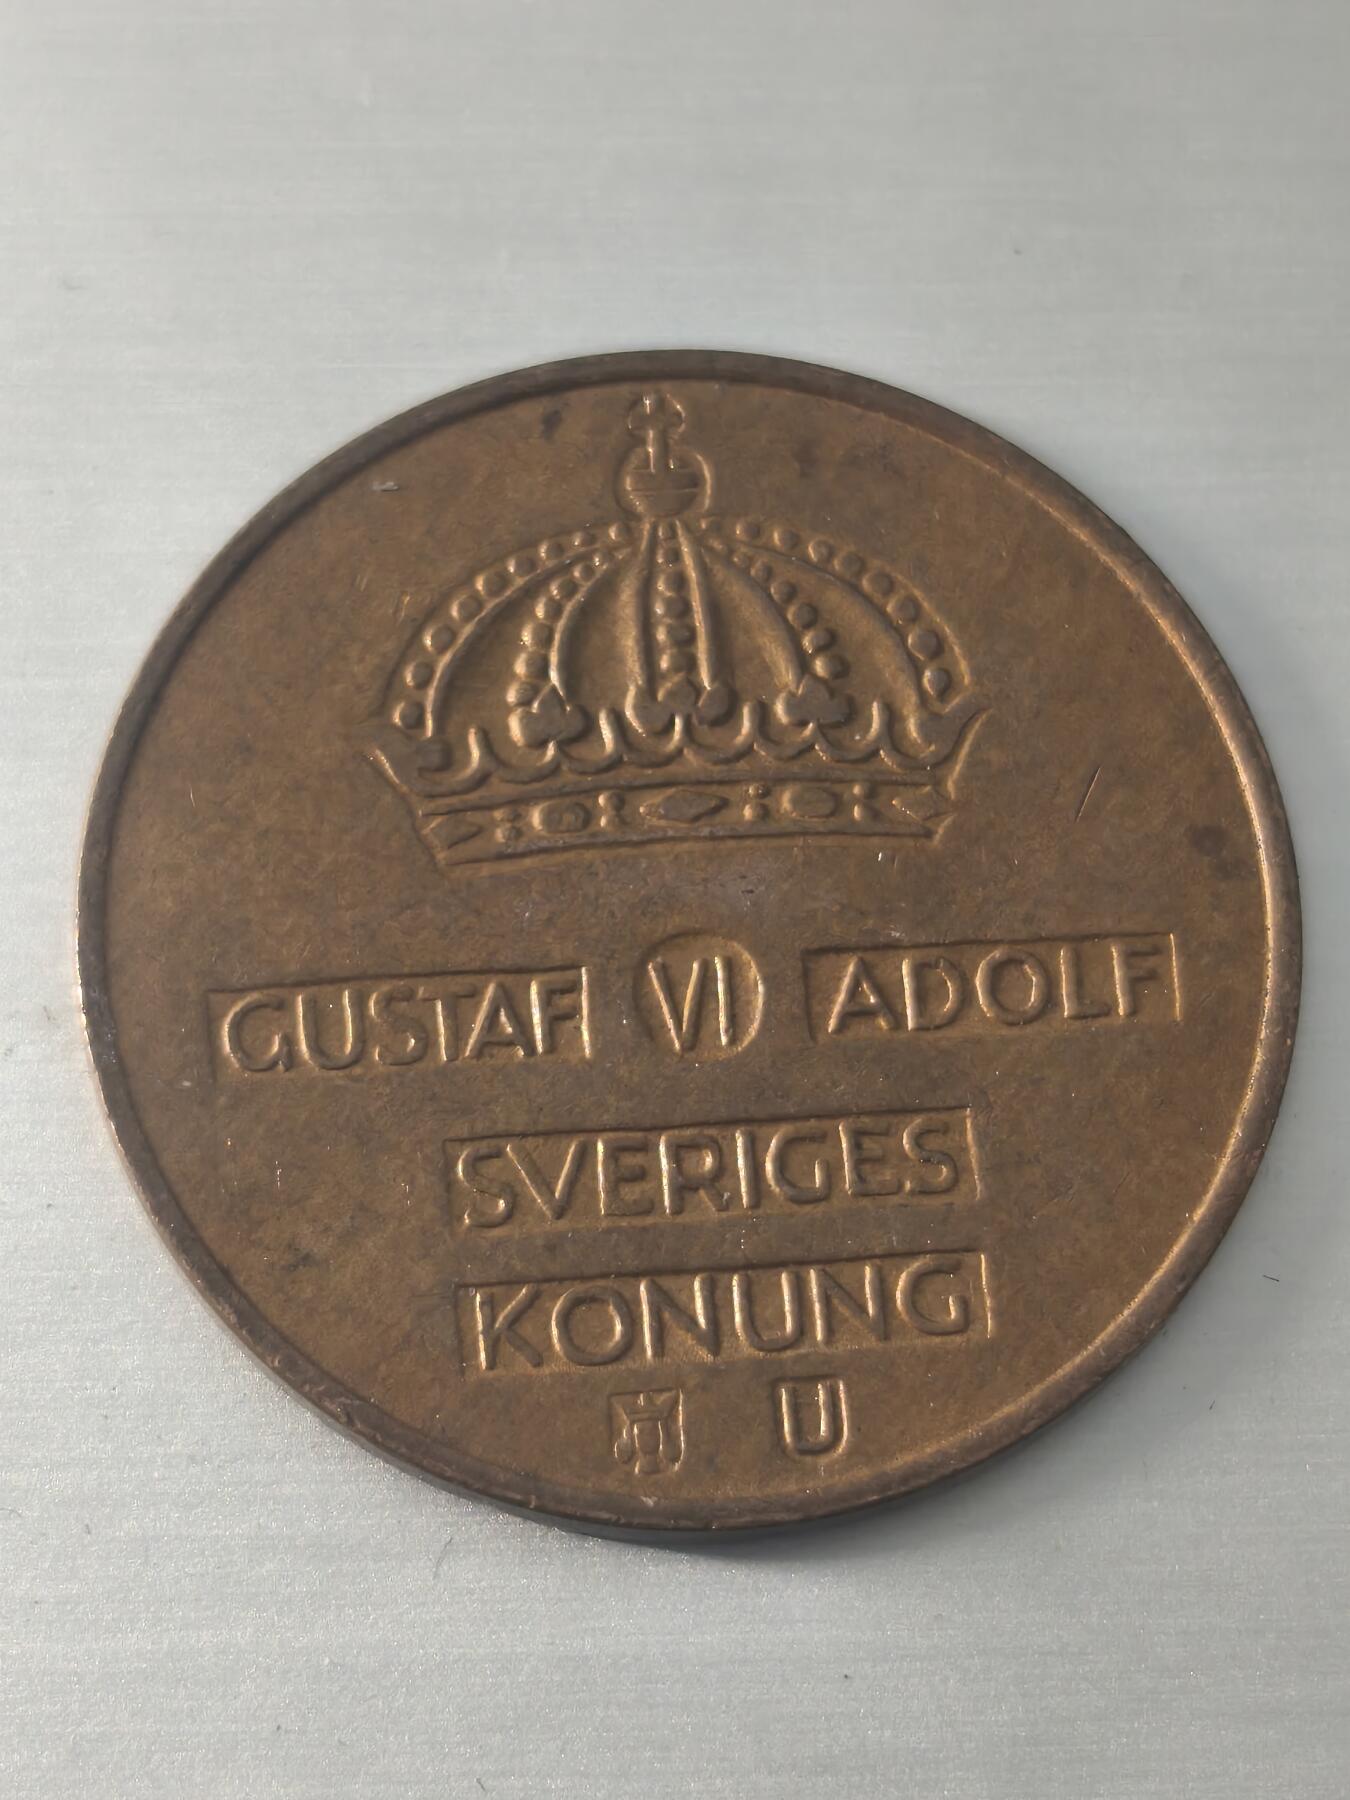 GUSTAF VI ADOLF
SVERIGES
KONUNG
U